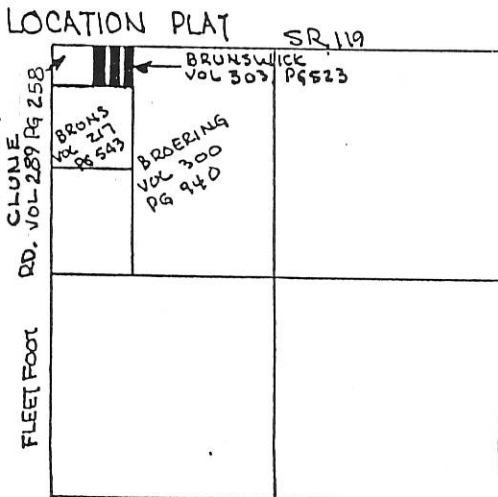 LOCATION PLAT
SR. 119
BRUNSWICK
VOL 303, PG 523
CLUNE
VOL 289 PG 258
BRUNS
VOL 217
PG 543
BROERING
VOL 300
PG 940
FLEET FOOT RD.